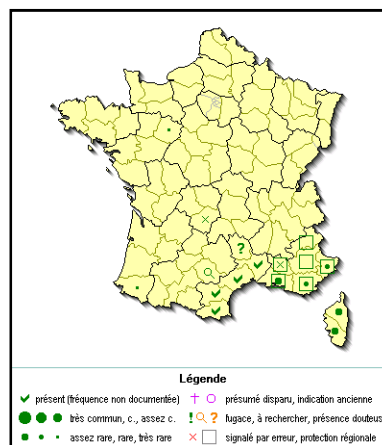 Légende
présent (fréquence non documentée) présumé disparu, indication ancienne
très commun, c., assez c. fugace, à rechercher, présence douteuse
assez rare, rare, très rare signalé par erreur, protection régionale